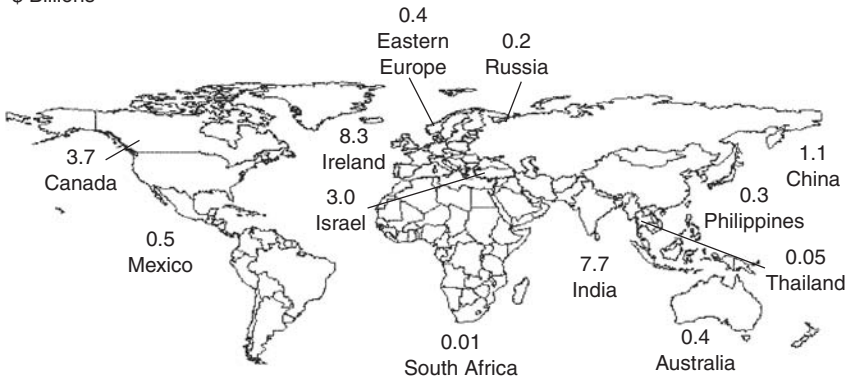 $ Billions
0.4
Eastern
Europe
0.2
Russia
8.3
Ireland
3.7
Canada
3.0
Israel
1.1
China
0.3
Philippines
0.5
Mexico
7.7
India
0.05
Thailand
0.01
South Africa
0.4
Australia